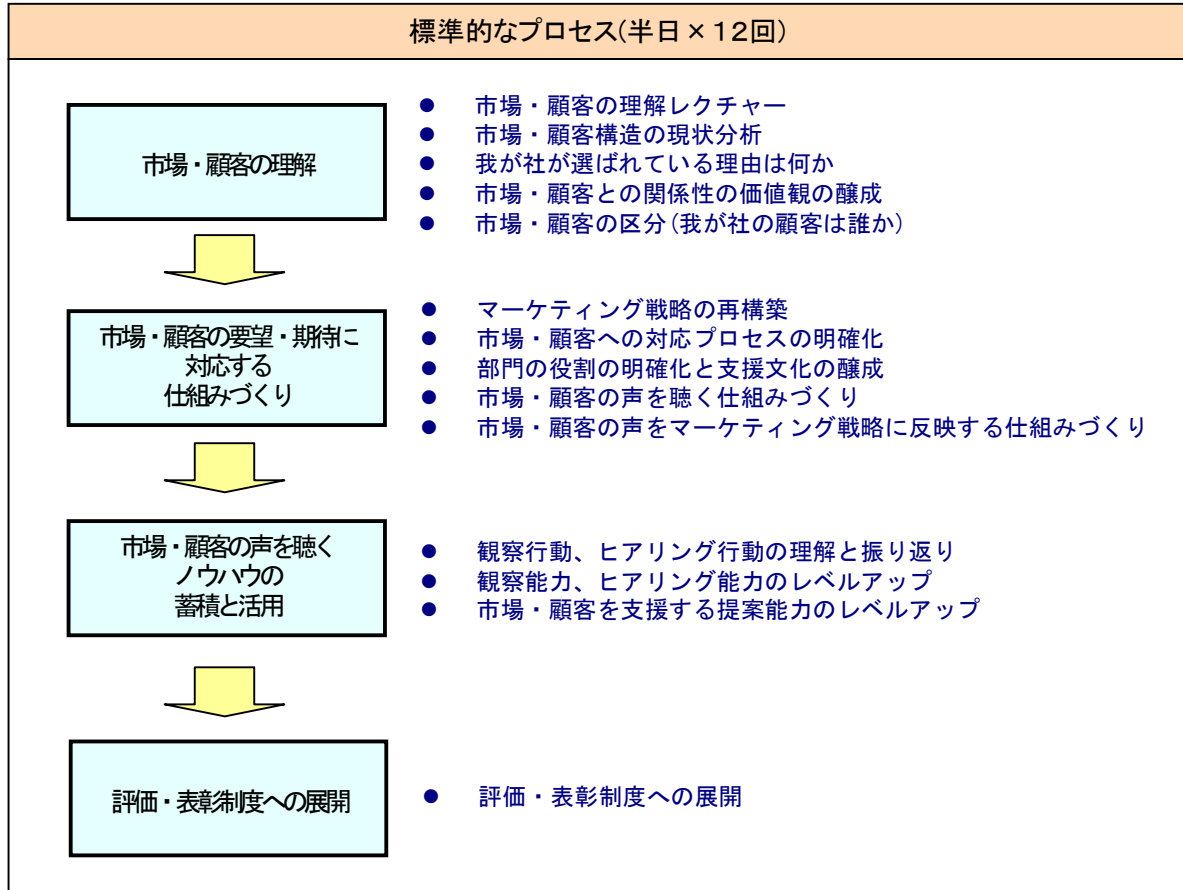 標準的なプロセス(半日×12回)
市場・顧客の理解
● 市場・顧客の理解レクチャー
● 市場・顧客構造の現状分析
● 我が社が選ばれている理由は何か
● 市場・顧客との関係性の価値観の醸成
● 市場・顧客の区分(我が社の顧客は誰か)
市場・顧客の要望・期待に
対応する
仕組みづくり
● マーケティング戦略の再構築
● 市場・顧客への対応プロセスの明確化
● 部門の役割の明確化と支援文化の醸成
● 市場・顧客の声を聴く仕組みづくり
● 市場・顧客の声をマーケティング戦略に反映する仕組みづくり
市場・顧客の声を聴く
ノウハウの
蓄積と活用
● 観察行動、ヒアリング行動の理解と振り返り
● 観察能力、ヒアリング能力のレベルアップ
● 市場・顧客を支援する提案能力のレベルアップ
評価・表彰制度への展開
● 評価・表彰制度への展開